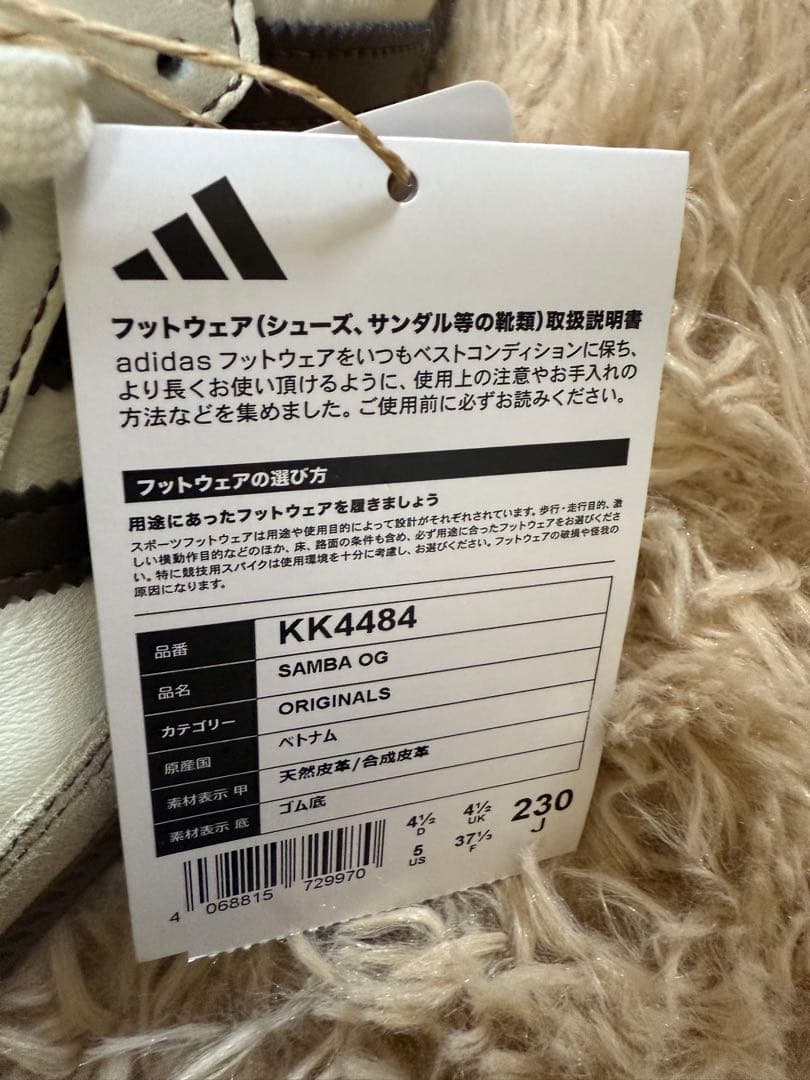 フットウェア(シューズ、サンダル等の靴類)取扱説明書
adidas フットウェアをいつもベストコンディションに保ち、
より長くお使い頂けるように、使用上の注意やお手入れの
方法などを集めました。ご使用前に必ずお読みください。
フットウェアの選び方
用途にあったフットウェアを履きましょう
スポーツフットウェアは用途や使用目的によって設計がそれぞれされています。歩行・走行目的、激
しい横動作目的などのほか、床、路面の条件も含め、必ず用途に合ったフットウェアをお選びくださ
い。特に競技用スパイクは使用環境を十分に考慮し、お選びください。フットウェアの破損や怪我の
原因になります。
品番 KK4484
品名 SAMBA OG
カテゴリー ORIGINALS
原産国 ベトナム
素材表示 甲 天然皮革/合成皮革
素材表示 底 ゴム底
4½ 4½ 230
D UK J
5 37⅓
US F
4 068815 729970